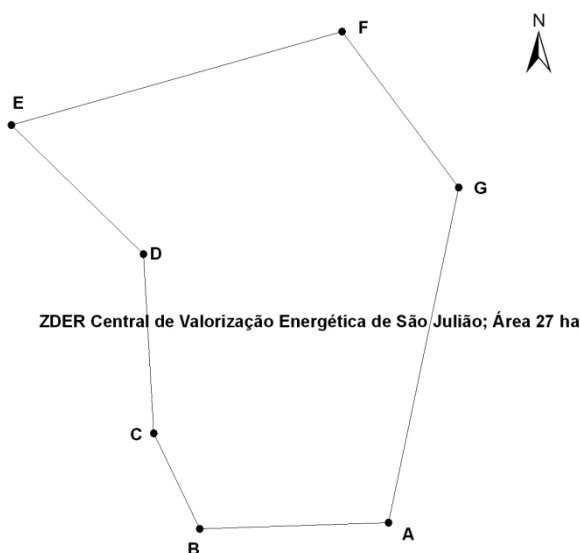 N
F
E
G
D
ZDER Central de Valorização Energética de São Julião; Área 27 ha
C
A
B